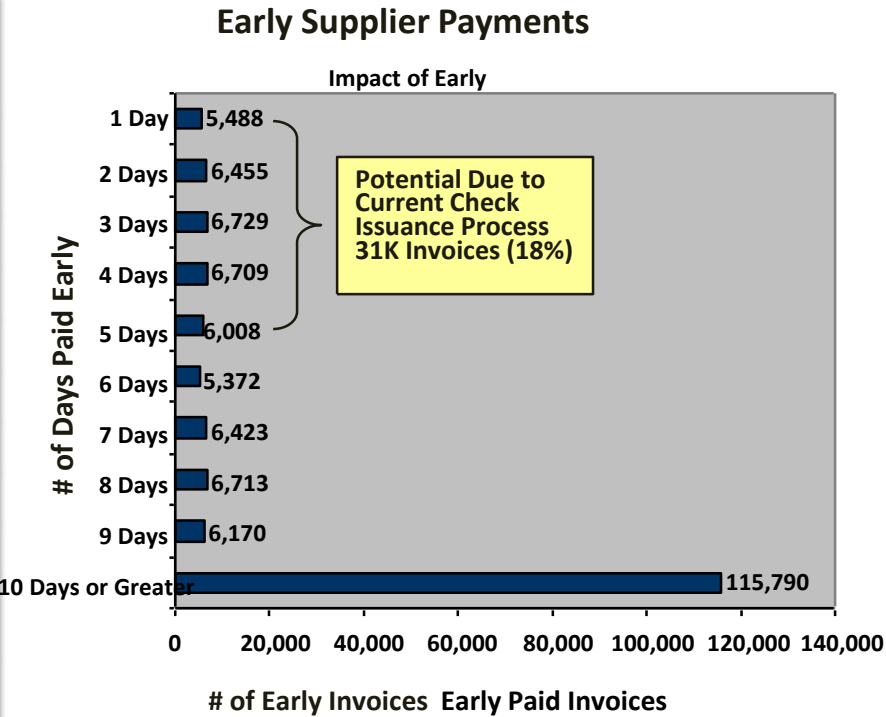 Early Supplier Payments
Impact of Early
# of Days Paid Early
1 Day 5,488
2 Days 6,455
3 Days 6,729
4 Days 6,709
5 Days 6,008
6 Days 5,372
7 Days 6,423
8 Days 6,713
9 Days 6,170
10 Days or Greater 115,790
Potential Due to
Current Check
Issuance Process
31K Invoices (18%)
0 20,000 40,000 60,000 80,000 100,000 120,000 140,000
# of Early Invoices Early Paid Invoices